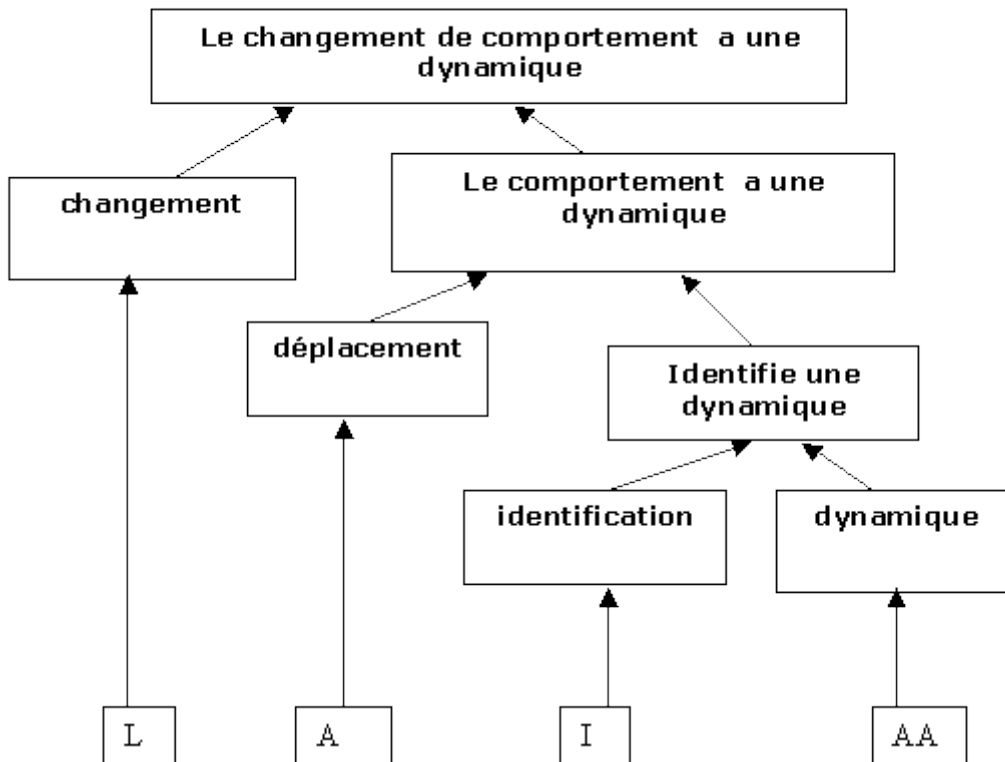 Le changement de comportement a une
dynamique
changement
Le comportement a une
dynamique
déplacement
Identifie une
dynamique
identification
dynamique
L
A
I
AA